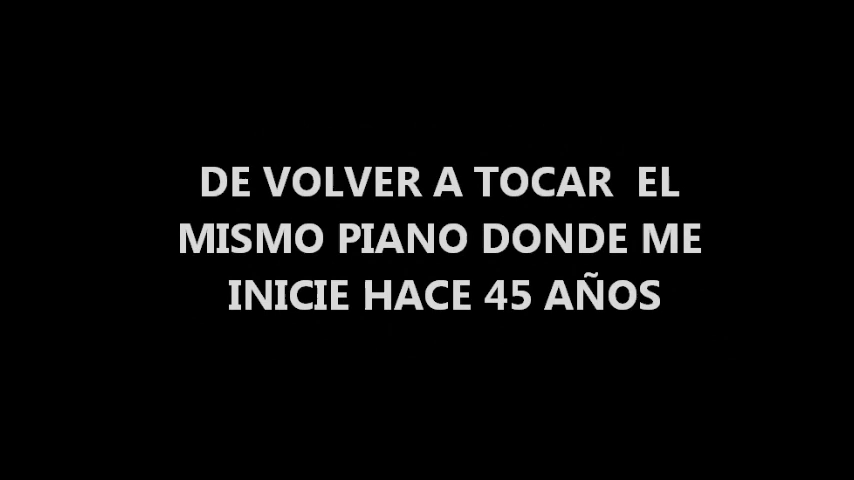 DE VOLVER A TOCAR  EL
MISMO PIANO DONDE ME
INICIE HACE 45 AÑOS